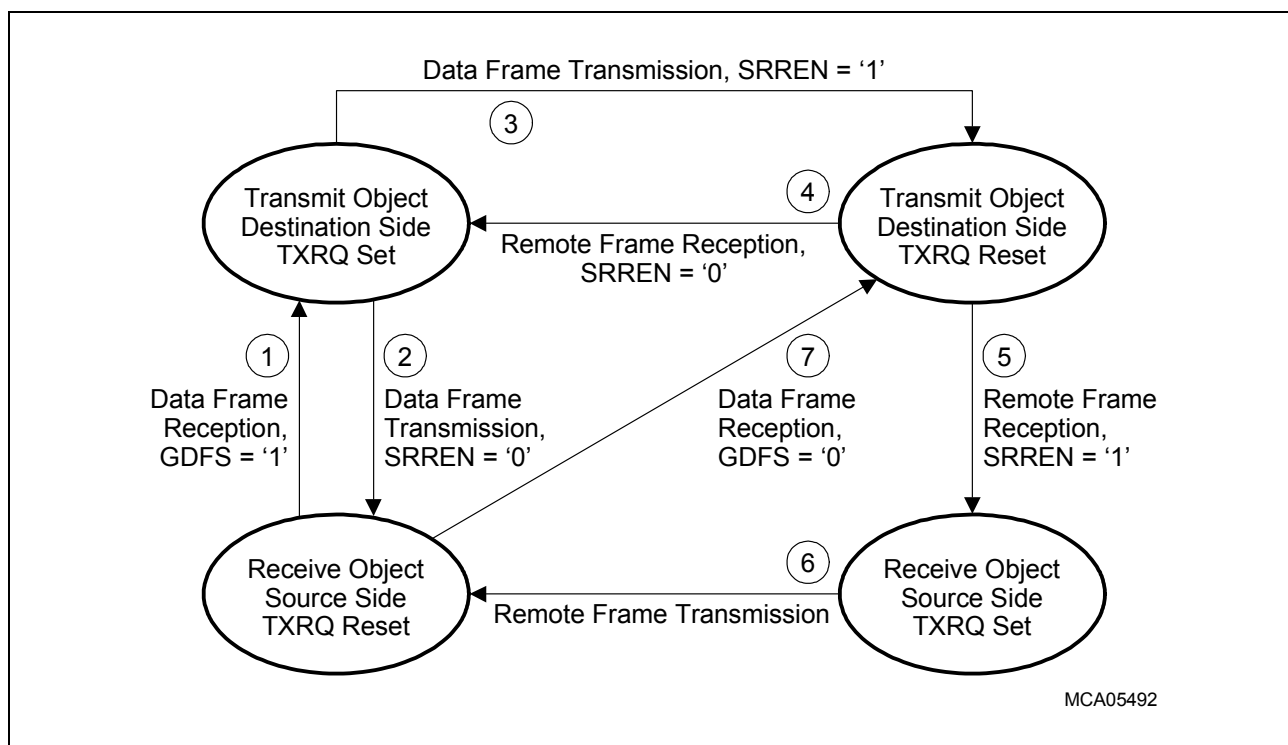 Data Frame Transmission, SRREN = ‘1’
3
Transmit Object
Destination Side
TXRQ Set
4
Transmit Object
Destination Side
TXRQ Reset
Remote Frame Reception,
SRREN = ‘0’
1
Data Frame
Reception,
GDFS = ‘1’
2
Data Frame
Transmission,
SRREN = ‘0’
7
Data Frame
Reception,
GDFS = ‘0’
5
Remote Frame
Reception,
SRREN = ‘1’
Receive Object
Source Side
TXRQ Reset
6
Remote Frame Transmission
Receive Object
Source Side
TXRQ Set
MCA05492